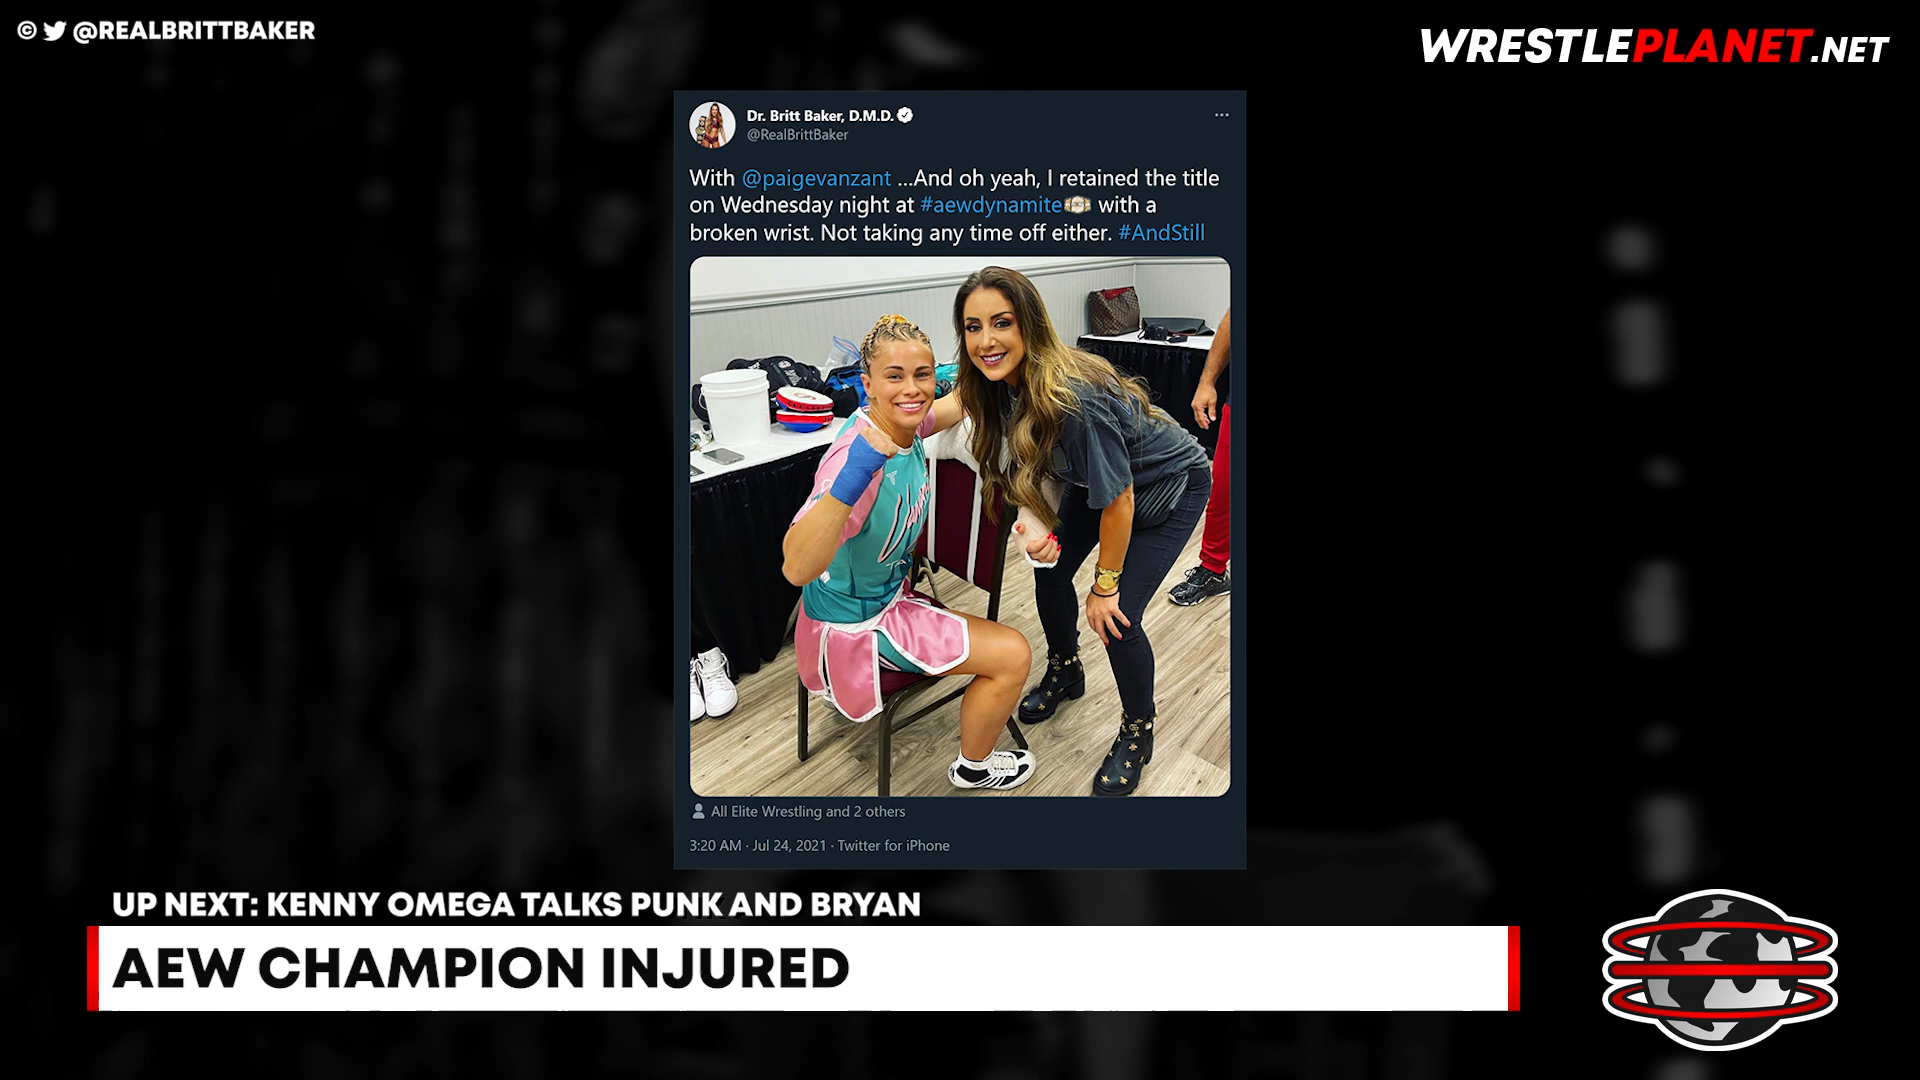 © @REALBRITTBAKER
WRESTLEPLANET.NET
Dr. Britt Baker, D.M.D.
@RealBrittBaker
With @paigevanzant ...And oh yeah, I retained the title
on Wednesday night at #aewdynamite with a
broken wrist. Not taking any time off either. #AndStill
All Elite Wrestling and 2 others
3:20 AM · Jul 24, 2021 · Twitter for iPhone
UP NEXT: KENNY OMEGA TALKS PUNK AND BRYAN
AEW CHAMPION INJURED